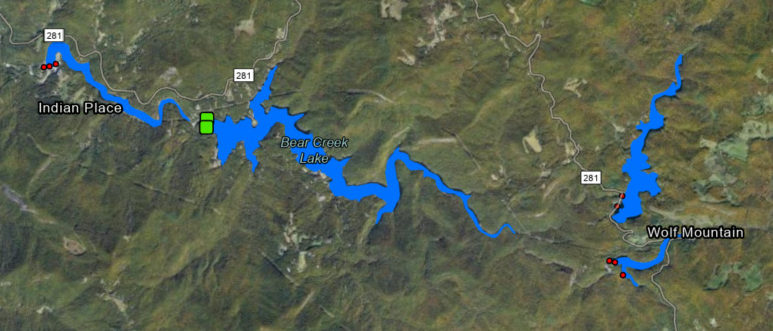 281
281
Indian Place
Bear Creek
Lake
281
Wolf Mountain